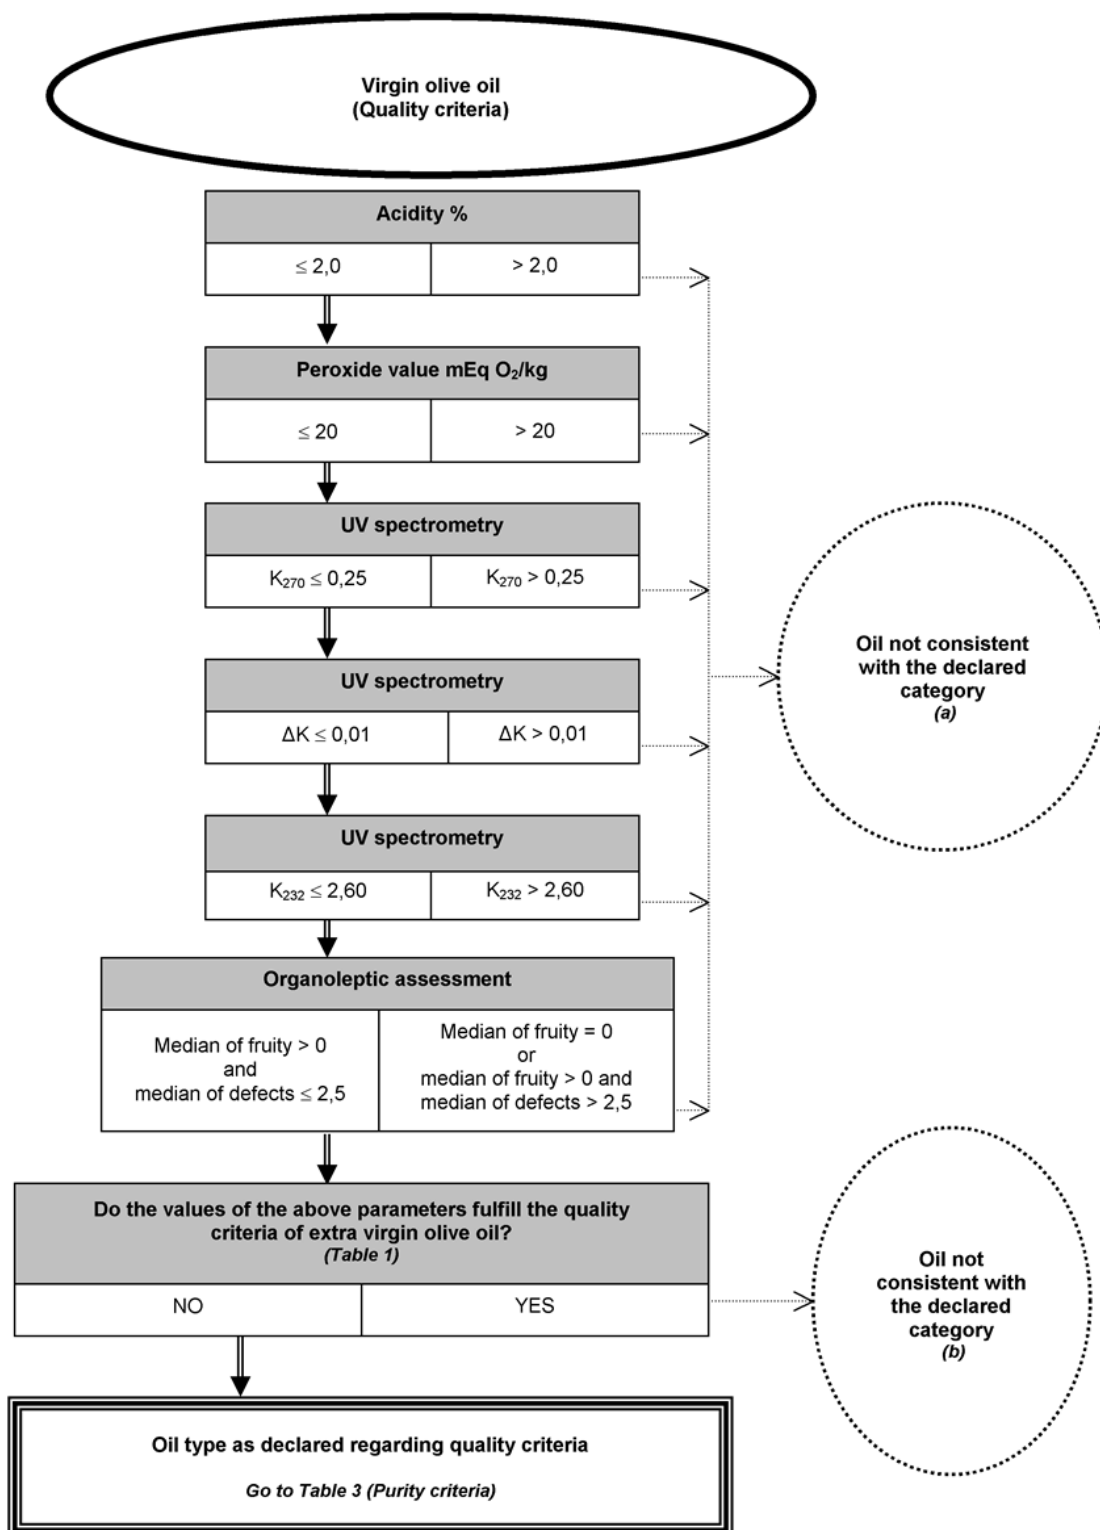 Virgin olive oil
(Quality criteria)
Acidity %
≤ 2,0
> 2,0
Peroxide value mEq O₂/kg
≤ 20
> 20
UV spectrometry
K₂₇₀ ≤ 0,25
K₂₇₀ > 0,25
UV spectrometry
ΔK ≤ 0,01
ΔK > 0,01
UV spectrometry
K₂₃₂ ≤ 2,60
K₂₃₂ > 2,60
Organoleptic assessment
Median of fruity > 0
and
median of defects ≤ 2,5
Median of fruity = 0
or
median of fruity > 0 and
median of defects > 2,5
Oil not consistent
with the declared
category
(a)
Do the values of the above parameters fulfill the quality
criteria of extra virgin olive oil?
(Table 1)
NO
YES
Oil not
consistent with
the declared
category
(b)
Oil type as declared regarding quality criteria
Go to Table 3 (Purity criteria)